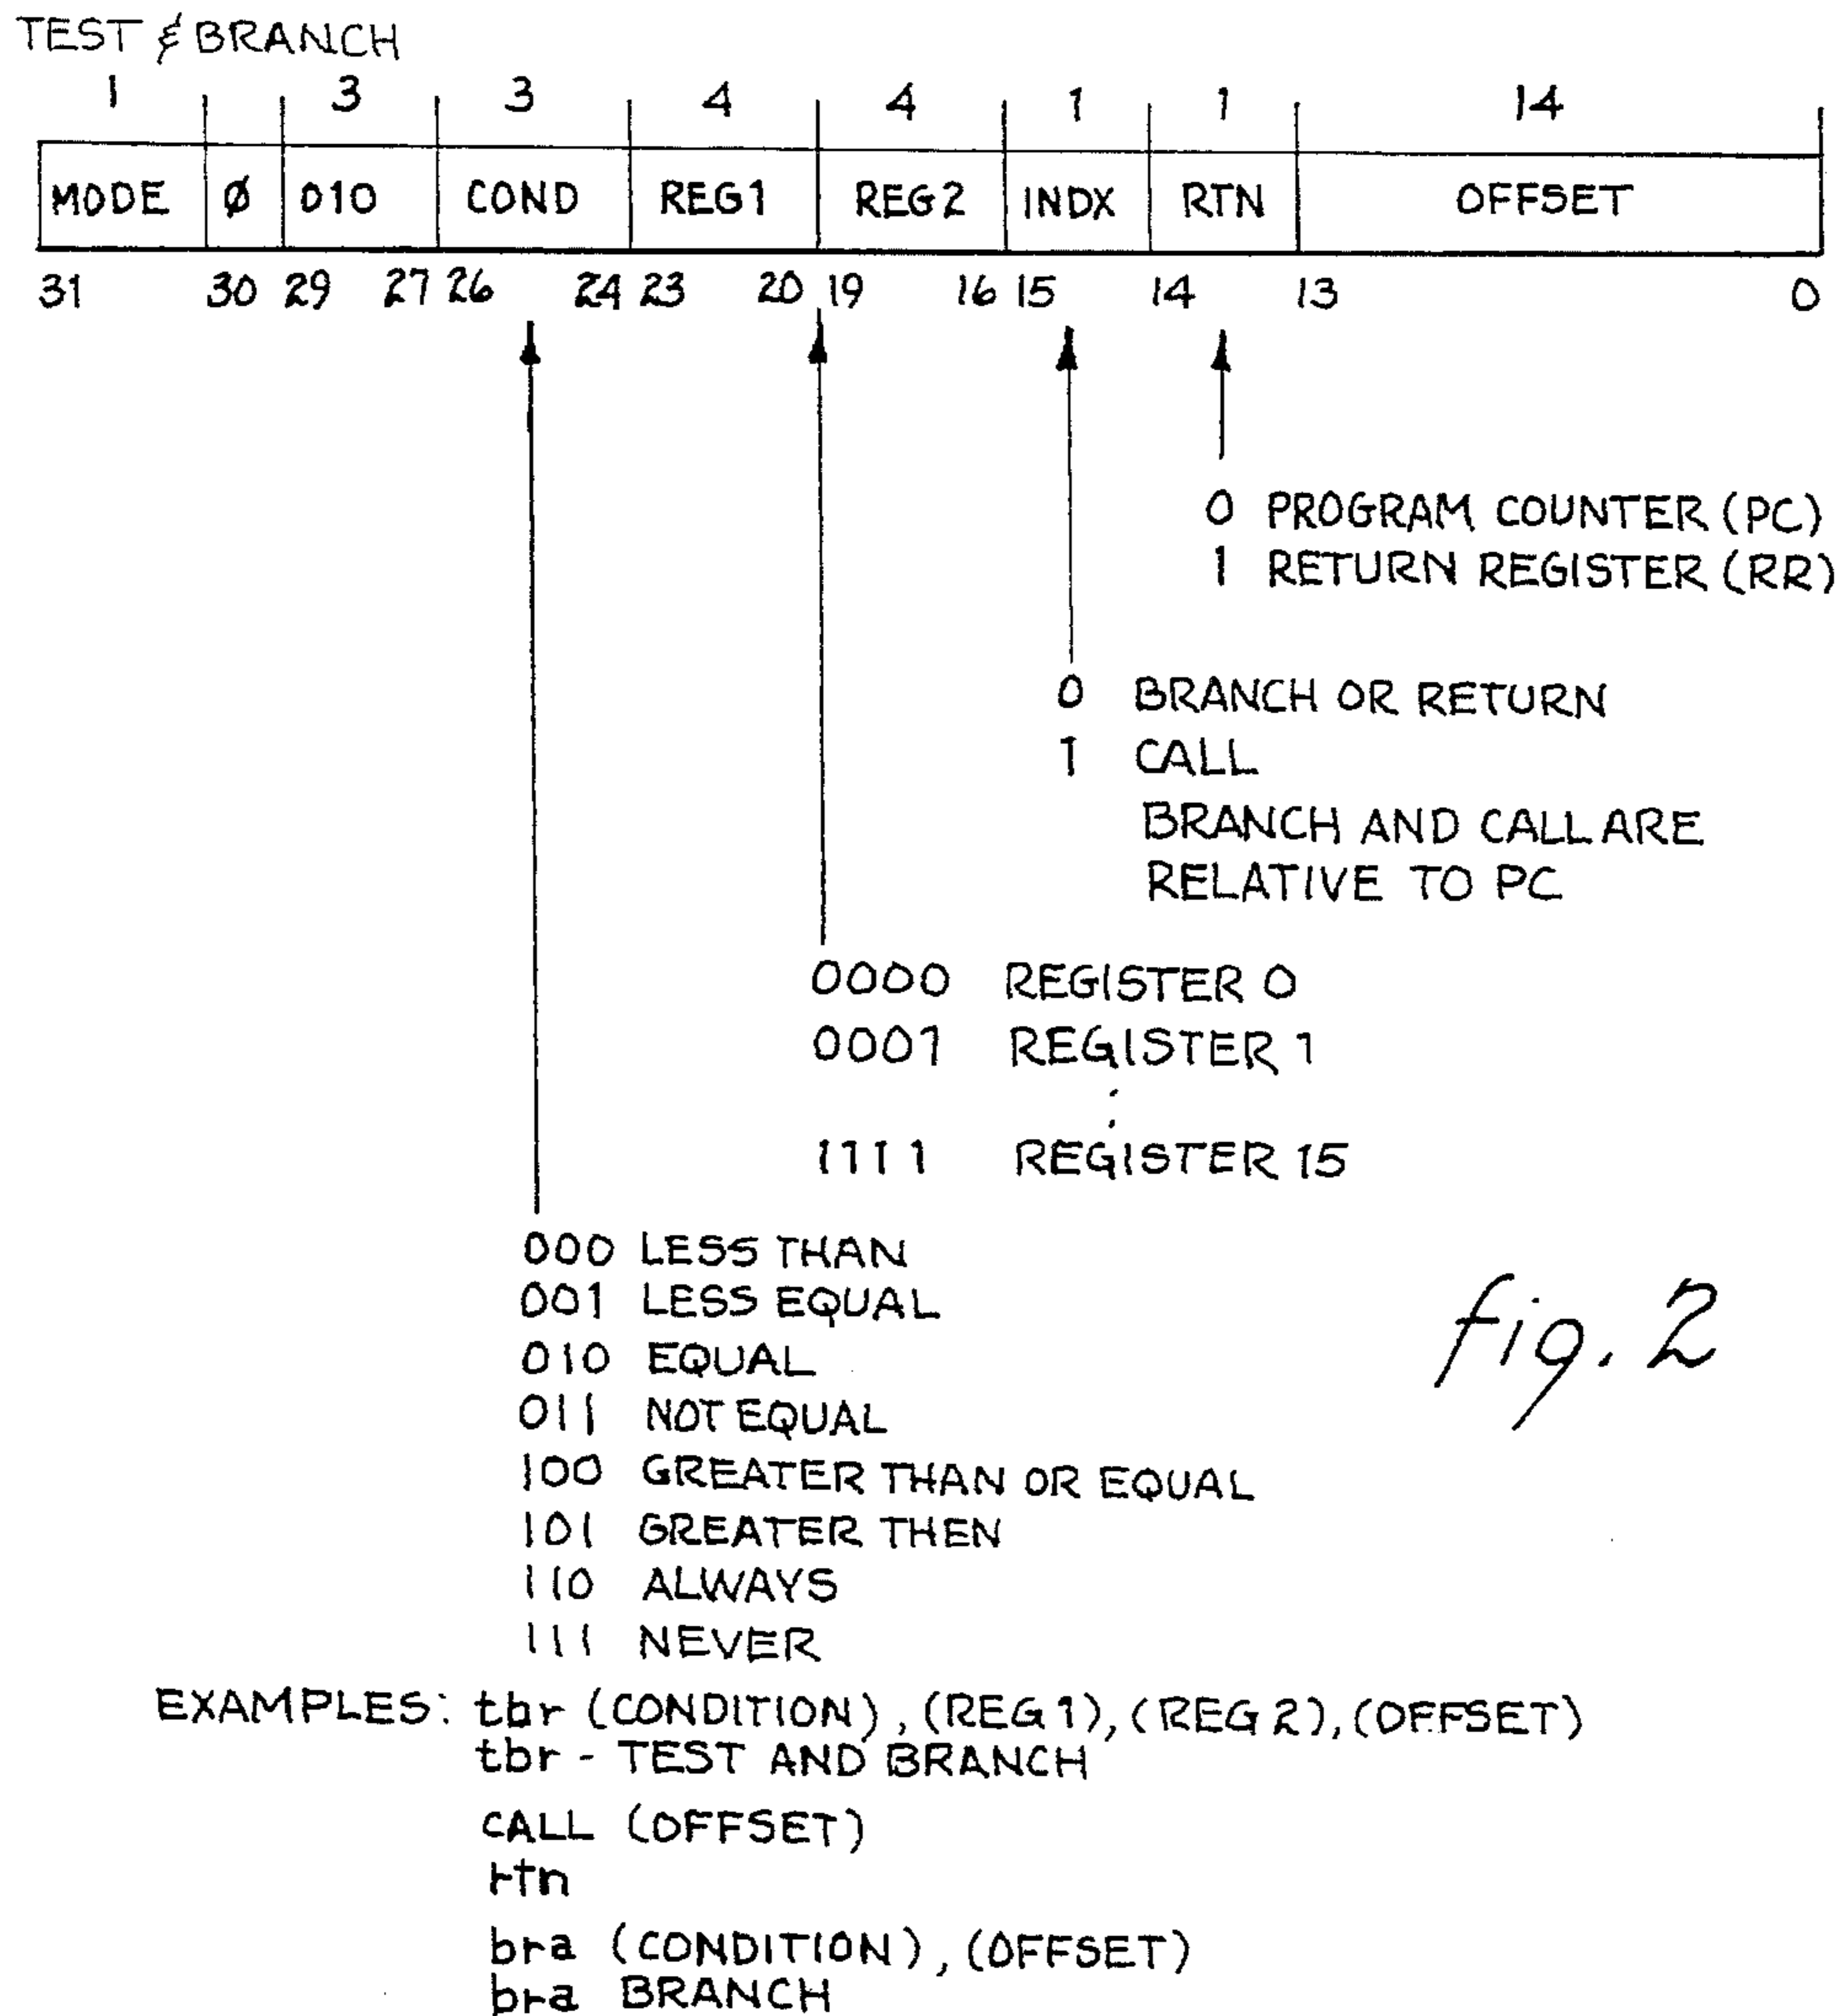 TEST & BRANCH
1 3 3 4 4 1 1 14
MODE Ø 010 COND REG1 REG2 INDX RTN OFFSET
31 30 29 27 26 24 23 20 19 16 15 14 13 0
0 PROGRAM COUNTER (PC)
1 RETURN REGISTER (RR)
0 BRANCH OR RETURN
1 CALL
BRANCH AND CALL ARE
RELATIVE TO PC
0000 REGISTER 0
0001 REGISTER 1
:
1111 REGISTER 15
000 LESS THAN
001 LESS EQUAL
010 EQUAL
011 NOT EQUAL
100 GREATER THAN OR EQUAL
101 GREATER THEN
110 ALWAYS
111 NEVER
fig. 2
EXAMPLES: tbr (CONDITION), (REG 1), (REG 2), (OFFSET)
tbr - TEST AND BRANCH
CALL (OFFSET)
rtn
bra (CONDITION), (OFFSET)
bra BRANCH